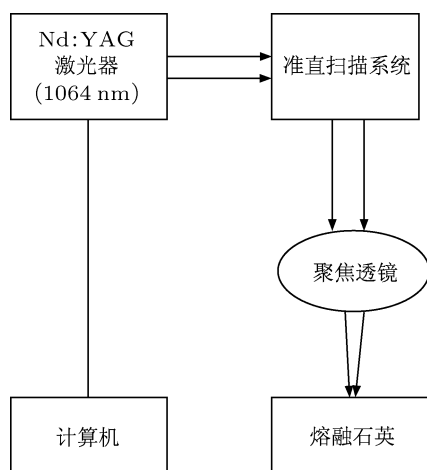 Nd:YAG
激光器
(1064 nm)
准直扫描系统
聚焦透镜
计算机
熔融石英